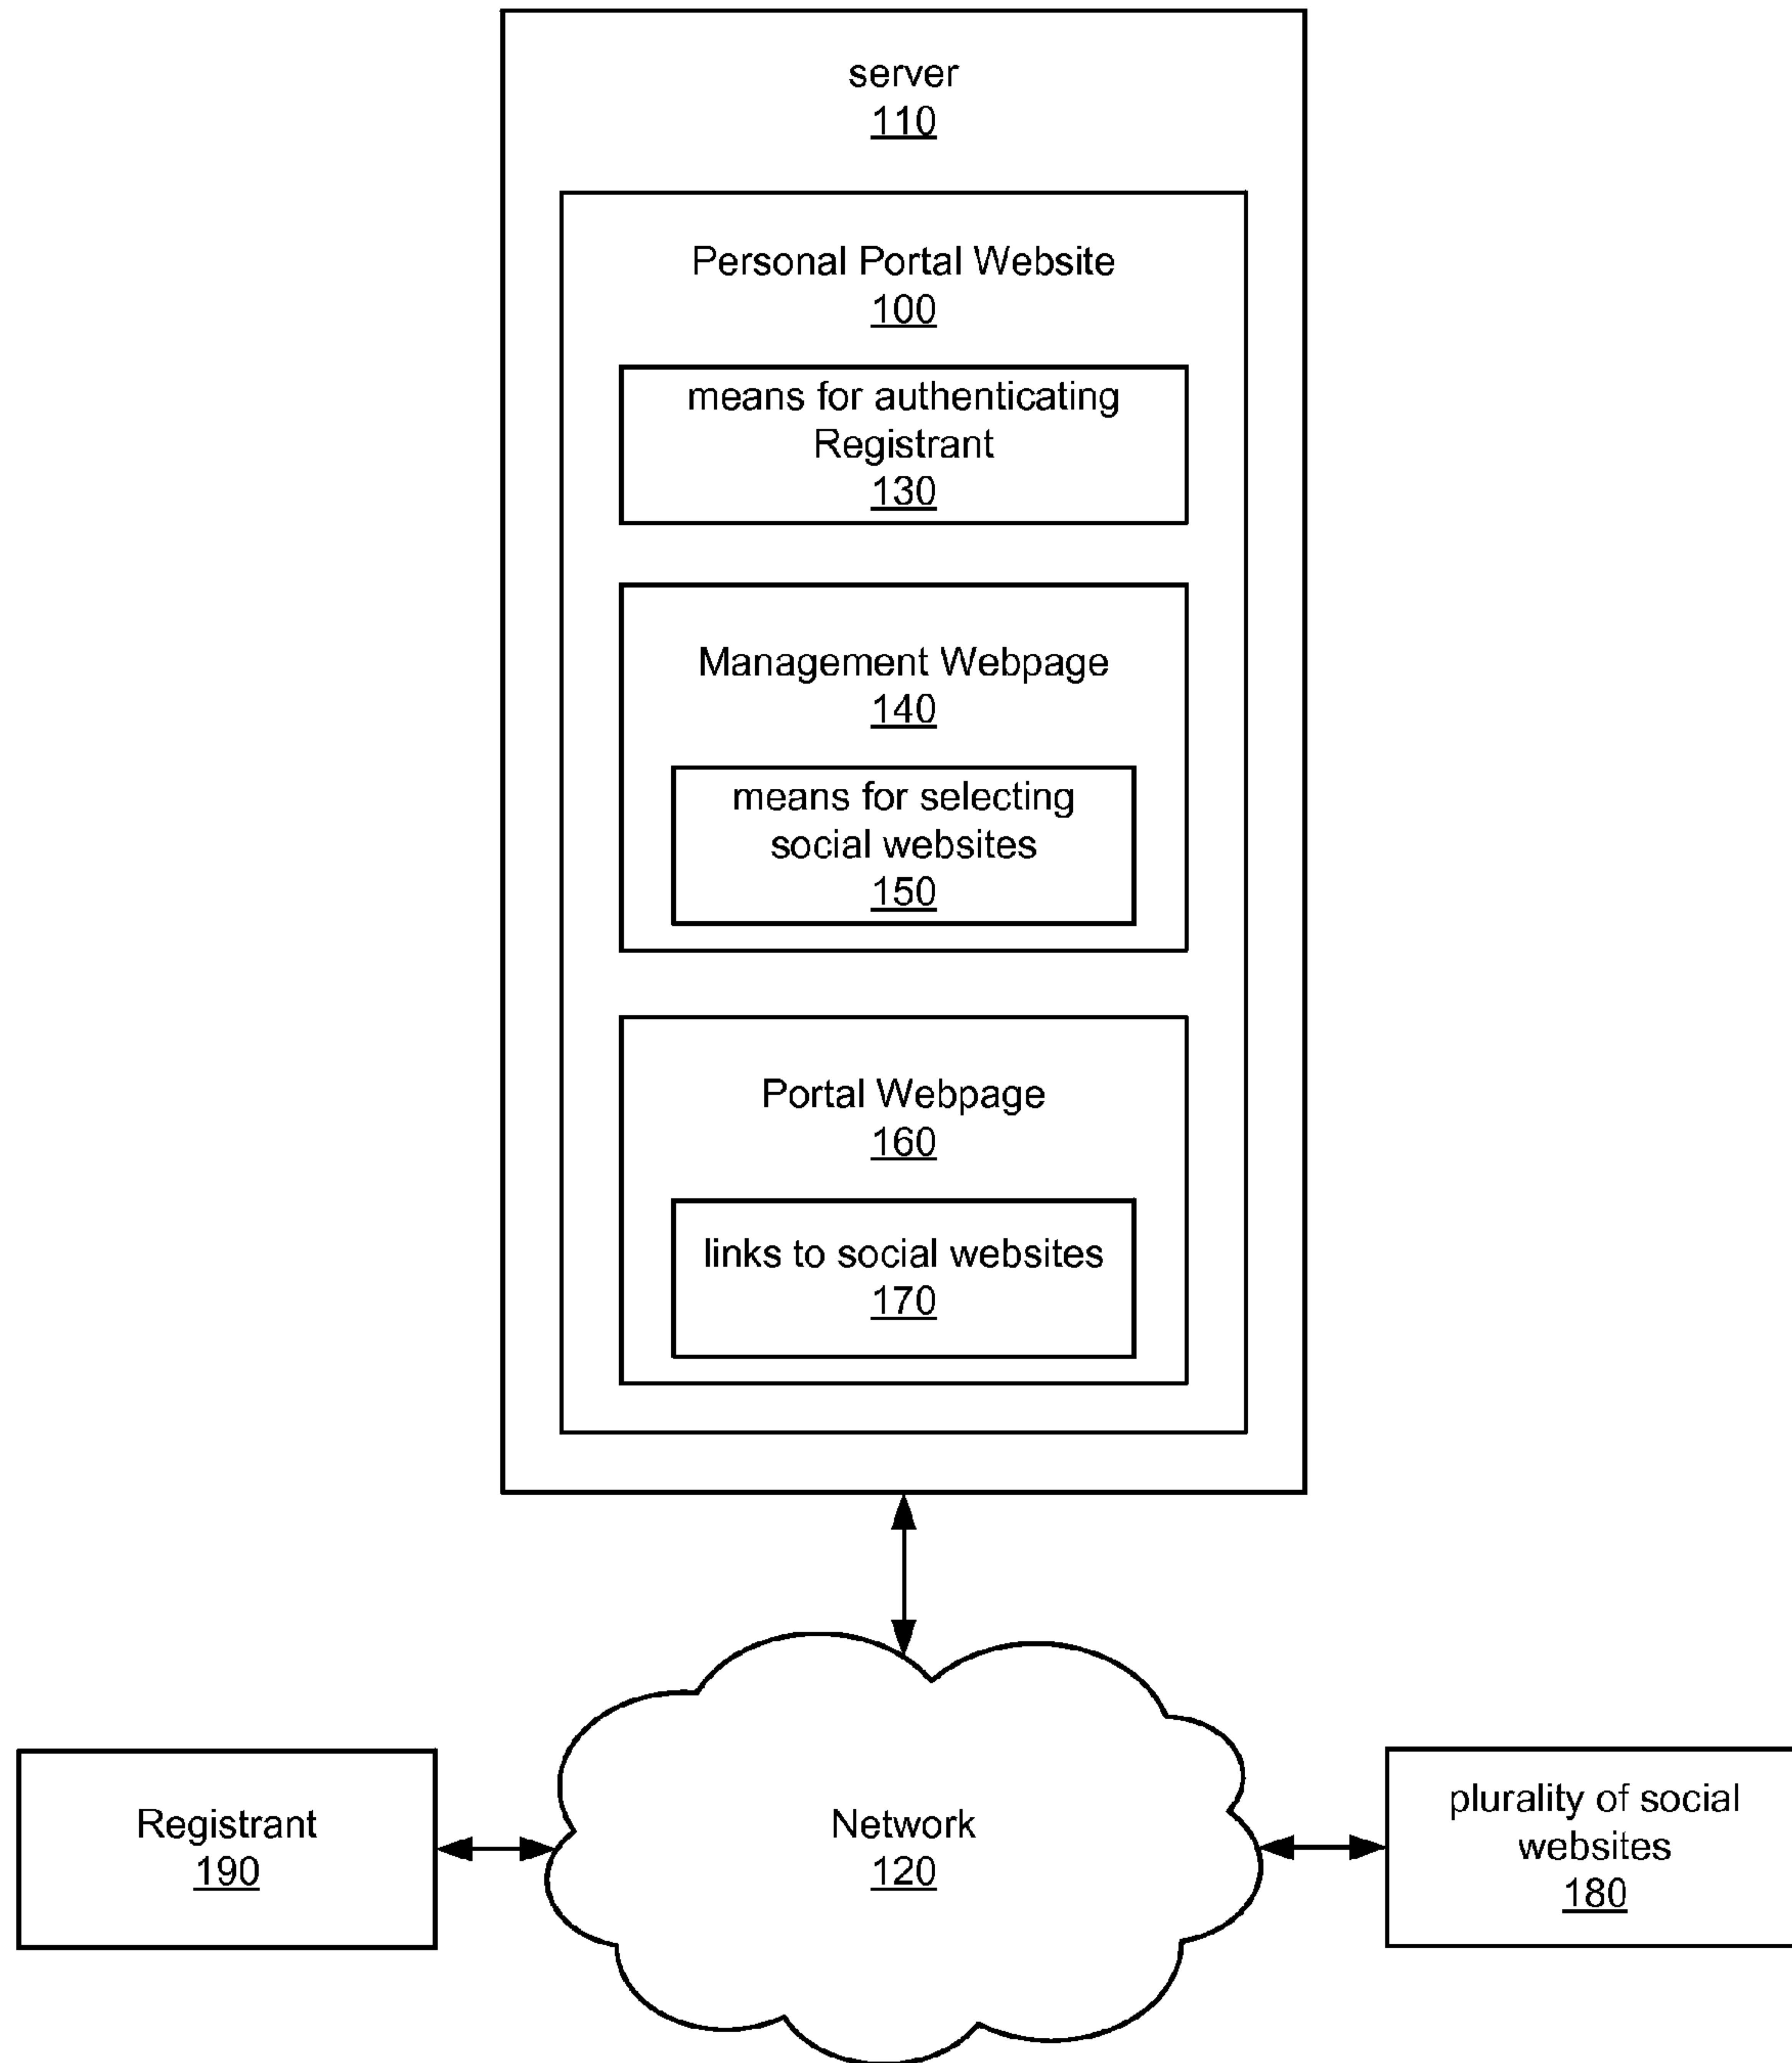 server
110
Personal Portal Website
100
means for authenticating
Registrant
130
Management Webpage
140
means for selecting
social websites
150
Portal Webpage
160
links to social websites
170
Registrant
190
Network
120
plurality of social
websites
180